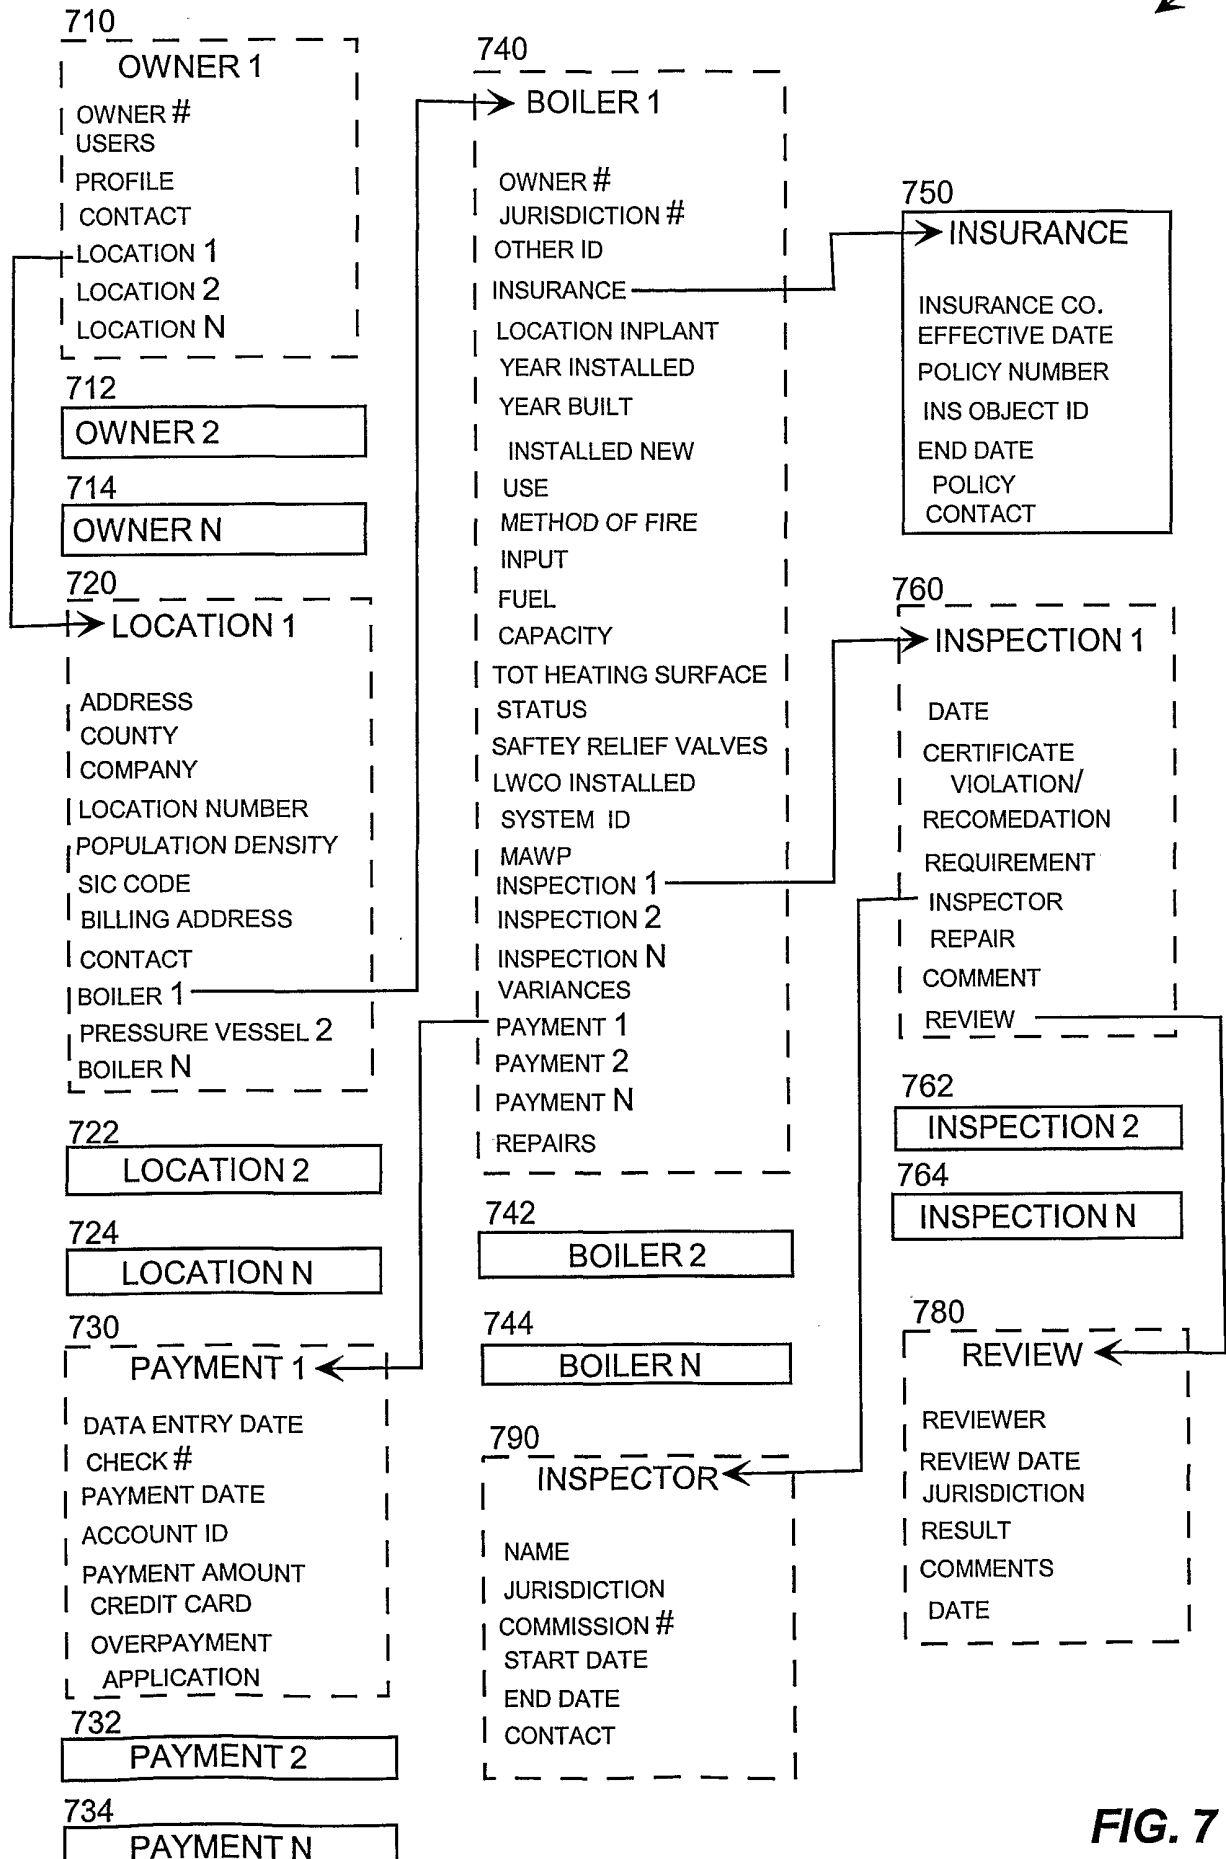 710
OWNER 1
OWNER #
USERS
PROFILE
CONTACT
LOCATION 1
LOCATION 2
LOCATION N
712
OWNER 2
714
OWNER N
720
LOCATION 1
ADDRESS
COUNTY
COMPANY
LOCATION NUMBER
POPULATION DENSITY
SIC CODE
BILLING ADDRESS
CONTACT
BOILER 1
PRESSURE VESSEL 2
BOILER N
722
LOCATION 2
724
LOCATION N
730
PAYMENT 1
DATA ENTRY DATE
CHECK #
PAYMENT DATE
ACCOUNT ID
PAYMENT AMOUNT
CREDIT CARD
OVERPAYMENT
APPLICATION
732
PAYMENT 2
734
PAYMENT N
740
BOILER 1
OWNER #
JURISDICTION #
OTHER ID
INSURANCE
LOCATION INPLANT
YEAR INSTALLED
YEAR BUILT
INSTALLED NEW
USE
METHOD OF FIRE
INPUT
FUEL
CAPACITY
TOT HEATING SURFACE
STATUS
SAFTEY RELIEF VALVES
LWCO INSTALLED
SYSTEM ID
MAWP
INSPECTION 1
INSPECTION 2
INSPECTION N
VARIANCES
PAYMENT 1
PAYMENT 2
PAYMENT N
REPAIRS
742
BOILER 2
744
BOILER N
790
INSPECTOR
NAME
JURISDICTION
COMMISSION #
START DATE
END DATE
CONTACT
750
INSURANCE
INSURANCE CO.
EFFECTIVE DATE
POLICY NUMBER
INS OBJECT ID
END DATE
POLICY
CONTACT
760
INSPECTION 1
DATE
CERTIFICATE
VIOLATION/
RECOMEDATION
REQUIREMENT
INSPECTOR
REPAIR
COMMENT
REVIEW
762
INSPECTION 2
764
INSPECTION N
780
REVIEW
REVIEWER
REVIEW DATE
JURISDICTION
RESULT
COMMENTS
DATE
FIG. 7